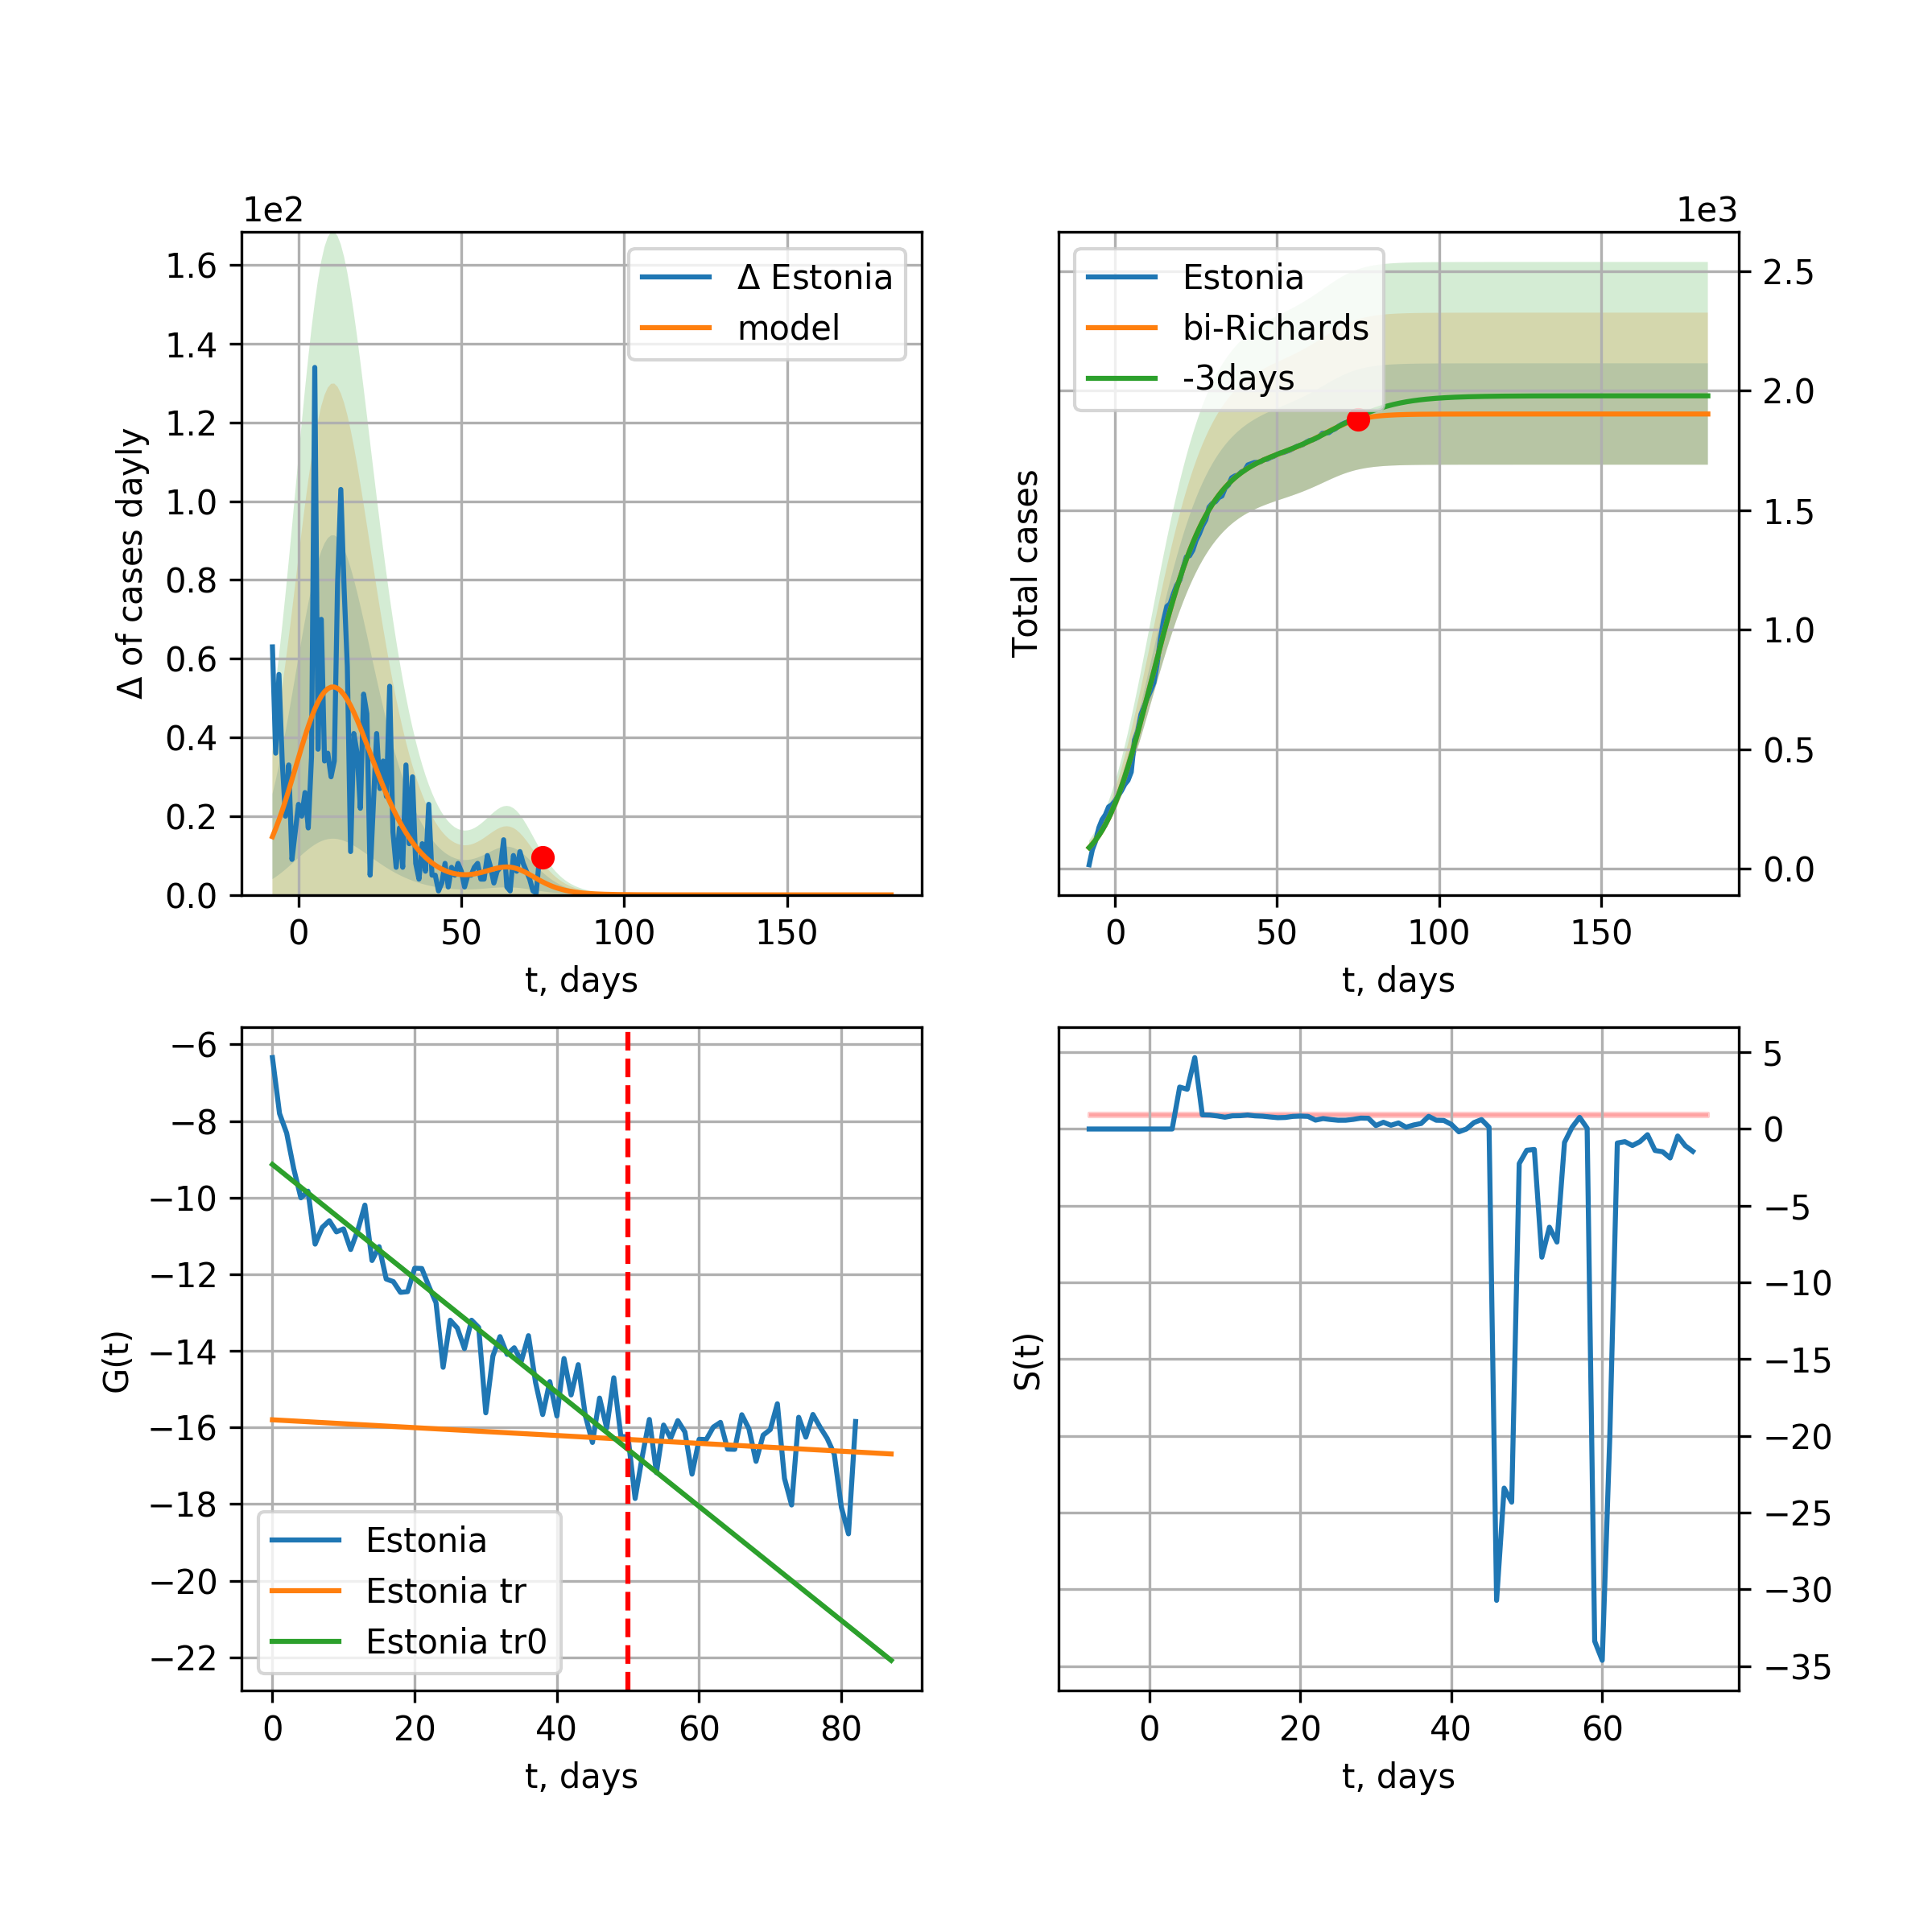 1e2
1.6
1.4
1.2
1.0
0.8
0.6
0.4
0.2
0.0
Δ of cases dayly
Δ Estonia
model
0 50 100 150
t, days
1e3
Estonia
bi-Richards
-3days
Total cases
2.5
2.0
1.5
1.0
0.5
0.0
0 50 100 150
t, days
−6
−8
−10
−12
−14
−16
−18
−20
−22
G(t)
Estonia
Estonia tr
Estonia tr0
0 20 40 60 80
t, days
S(t)
5
0
−5
−10
−15
−20
−25
−30
−35
0 20 40 60
t, days